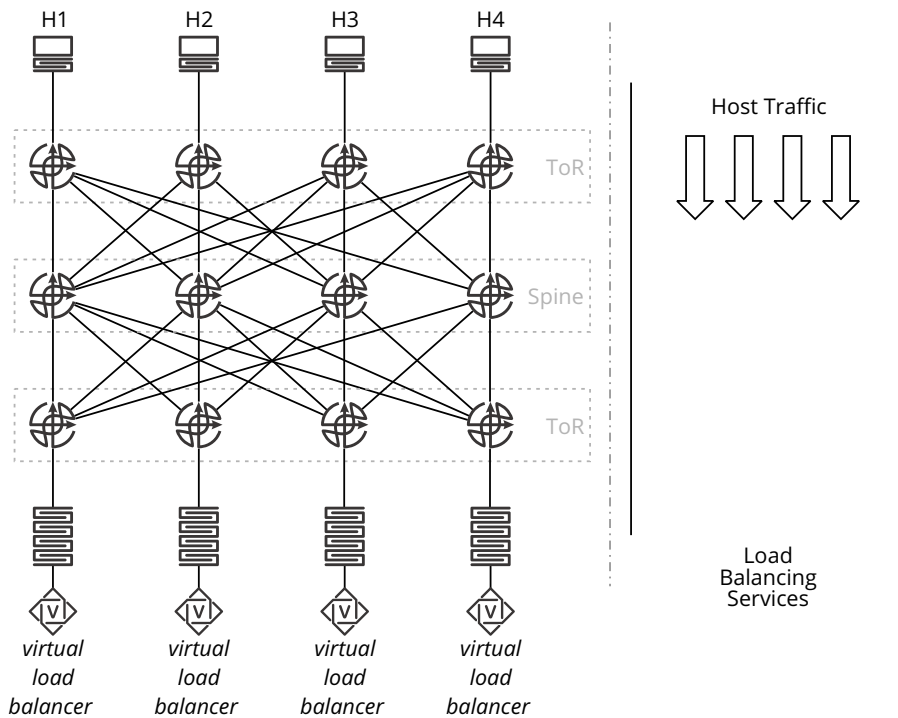 H1
H2
H3
H4
Host Traffic
ToR
Spine
ToR
Load
Balancing
Services
V
V
V
V
virtual
load
balancer
virtual
load
balancer
virtual
load
balancer
virtual
load
balancer